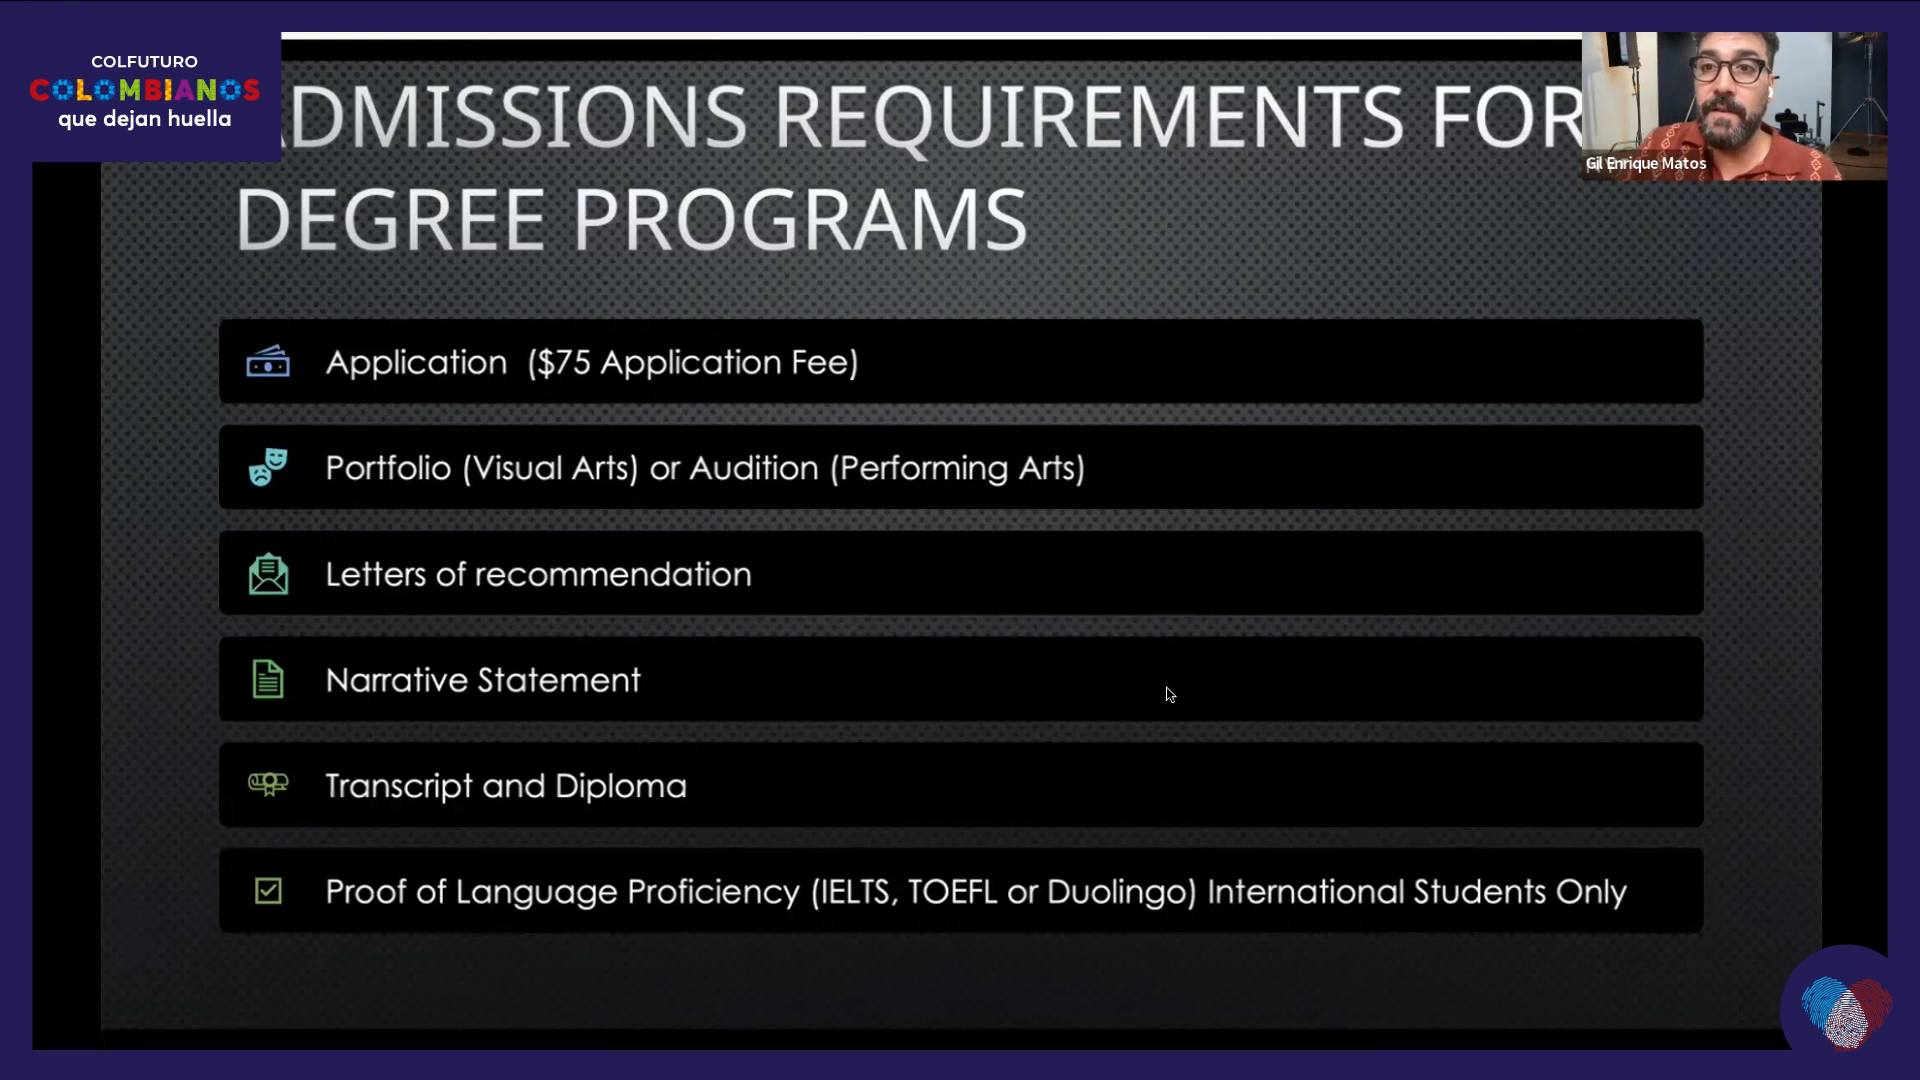 COLFUTURO
COLOMBIANOS
que dejan huella
ADMISSIONS REQUIREMENTS FOR
DEGREE PROGRAMS
Gil Enrique Matos
Application ($75 Application Fee)
Portfolio (Visual Arts) or Audition (Performing Arts)
Letters of recommendation
Narrative Statement
Transcript and Diploma
Proof of Language Proficiency (IELTS, TOEFL or Duolingo) International Students Only